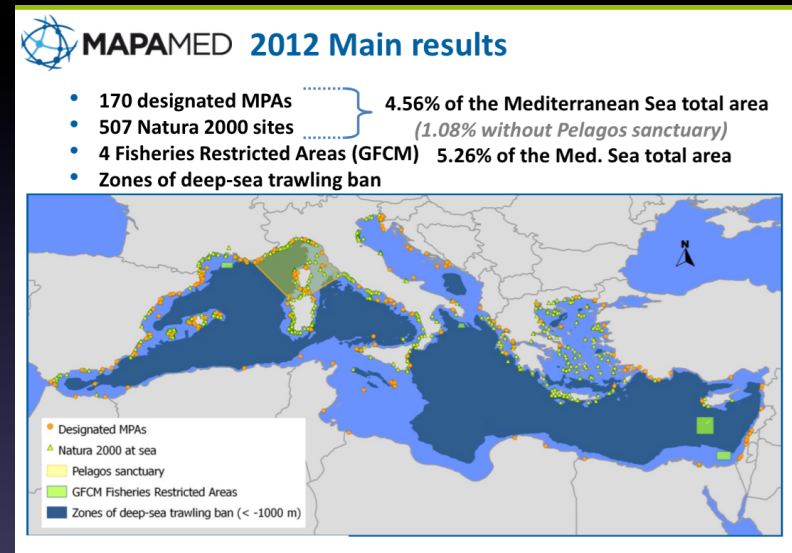 MAPAMED 2012 Main results
• 170 designated MPAs
• 507 Natura 2000 sites
4.56% of the Mediterranean Sea total area
(1.08% without Pelagos sanctuary)
• 4 Fisheries Restricted Areas (GFCM) 5.26% of the Med. Sea total area
• Zones of deep-sea trawling ban
N
Designated MPAs
Natura 2000 at sea
Pelagos sanctuary
GFCM Fisheries Restricted Areas
Zones of deep-sea trawling ban (< -1000 m)